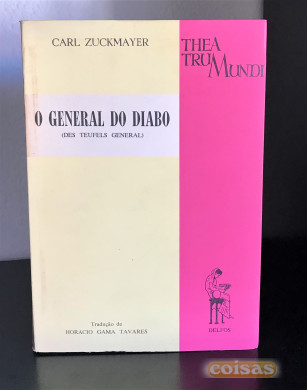 CARL ZUCKMAYER
THEA
TRU
MUNDI
O GENERAL DO DIABO
(DES TEUFELS GENERAL)
Tradução de
HORACIO GAMA TAVARES
DELFOS
coisas